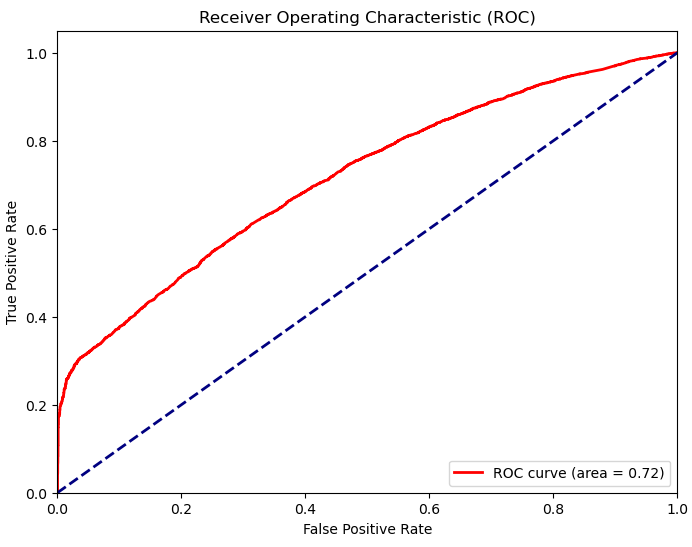 Receiver Operating Characteristic (ROC)
1.0
0.8
0.6
0.4
0.2
0.0
True Positive Rate
ROC curve (area = 0.72)
0.0 0.2 0.4 0.6 0.8 1.0
False Positive Rate